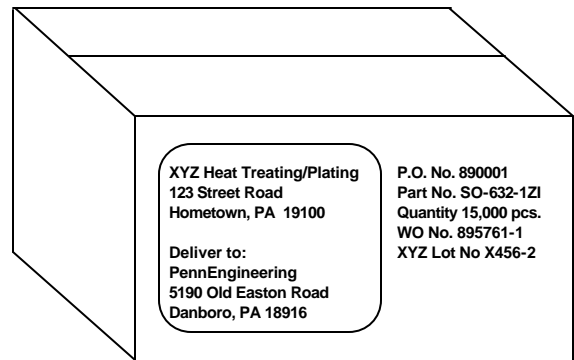 XYZ Heat Treating/Plating
123 Street Road
Hometown, PA 19100
Deliver to:
PennEngineering
5190 Old Easton Road
Danboro, PA 18916
P.O. No. 890001
Part No. SO-632-1ZI
Quantity 15,000 pcs.
WO No. 895761-1
XYZ Lot No X456-2